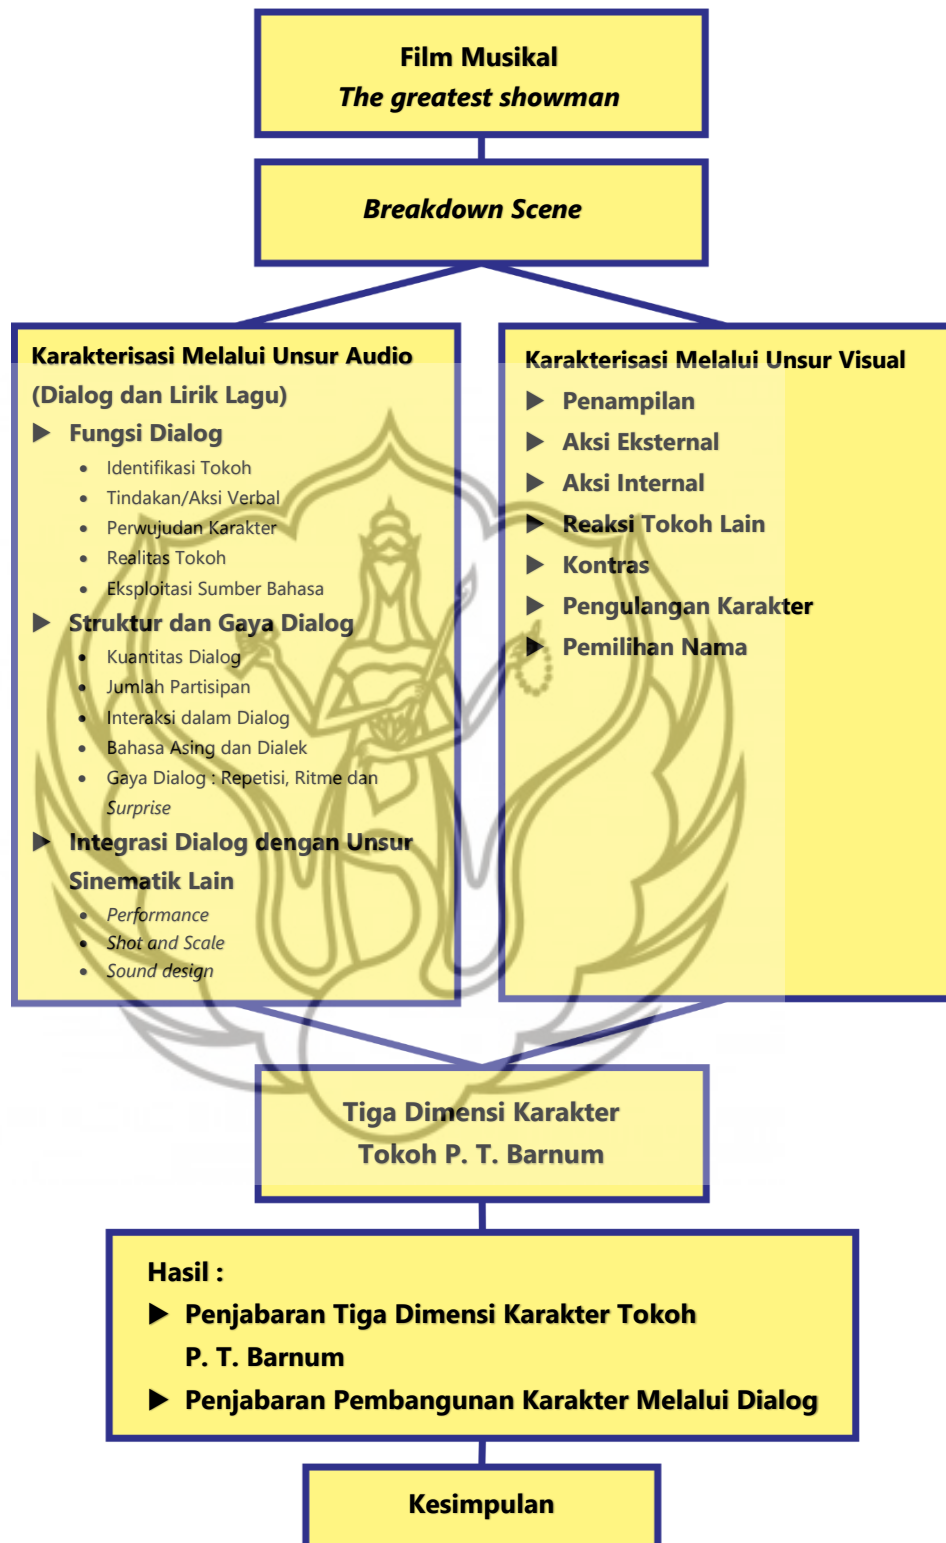 Film Musikal
The greatest showman
Breakdown Scene
Karakterisasi Melalui Unsur Audio
(Dialog dan Lirik Lagu)
▶ Fungsi Dialog
• Identifikasi Tokoh
• Tindakan/Aksi Verbal
• Perwujudan Karakter
• Realitas Tokoh
• Eksploitasi Sumber Bahasa
▶ Struktur dan Gaya Dialog
• Kuantitas Dialog
• Jumlah Partisipan
• Interaksi dalam Dialog
• Bahasa Asing dan Dialek
• Gaya Dialog : Repetisi, Ritme dan
Surprise
▶ Integrasi Dialog dengan Unsur
Sinematik Lain
• Performance
• Shot and Scale
• Sound design
Karakterisasi Melalui Unsur Visual
▶ Penampilan
▶ Aksi Eksternal
▶ Aksi Internal
▶ Reaksi Tokoh Lain
▶ Kontras
▶ Pengulangan Karakter
▶ Pemilihan Nama
Tiga Dimensi Karakter
Tokoh P. T. Barnum
Hasil :
▶ Penjabaran Tiga Dimensi Karakter Tokoh
P. T. Barnum
▶ Penjabaran Pembangunan Karakter Melalui Dialog
Kesimpulan